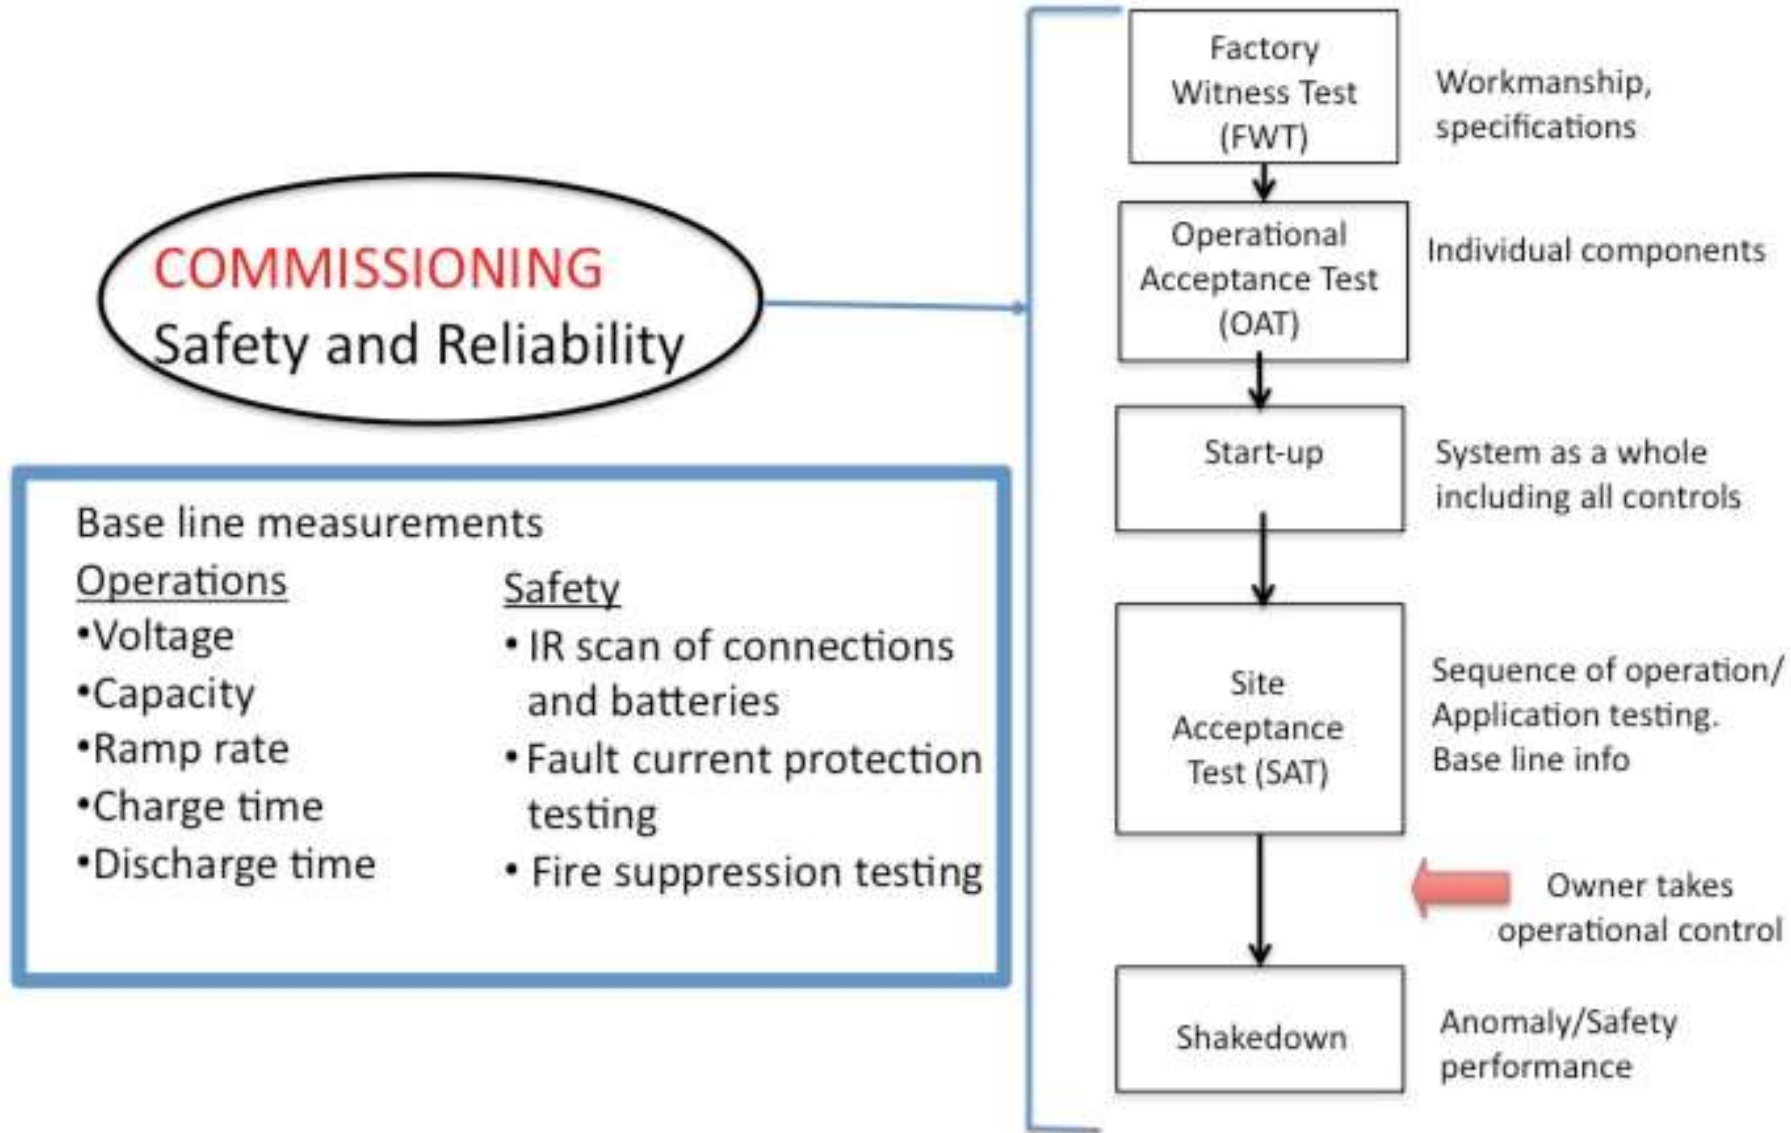 COMMISSIONING
Safety and Reliability
Base line measurements
Operations
•Voltage
•Capacity
•Ramp rate
•Charge time
•Discharge time
Safety
• IR scan of connections
and batteries
• Fault current protection
testing
• Fire suppression testing
Factory
Witness Test
(FWT)
Workmanship,
specifications
Operational
Acceptance Test
(OAT)
Individual components
Start-up
System as a whole
including all controls
Site
Acceptance
Test (SAT)
Sequence of operation/
Application testing.
Base line info
Owner takes
operational control
Shakedown
Anomaly/Safety
performance